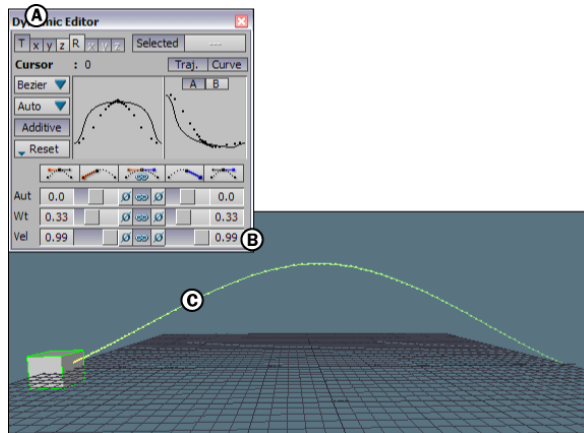 Dynamic Editor
A
T x y z R x y z Selected ---
Cursor : 0 Traj. Curve
Bezier A B
Auto
Additive
Reset
Aut 0.0 Ø Ø 0.0
Wt 0.33 Ø Ø 0.33
Vel 0.99 Ø Ø 0.99
B
C